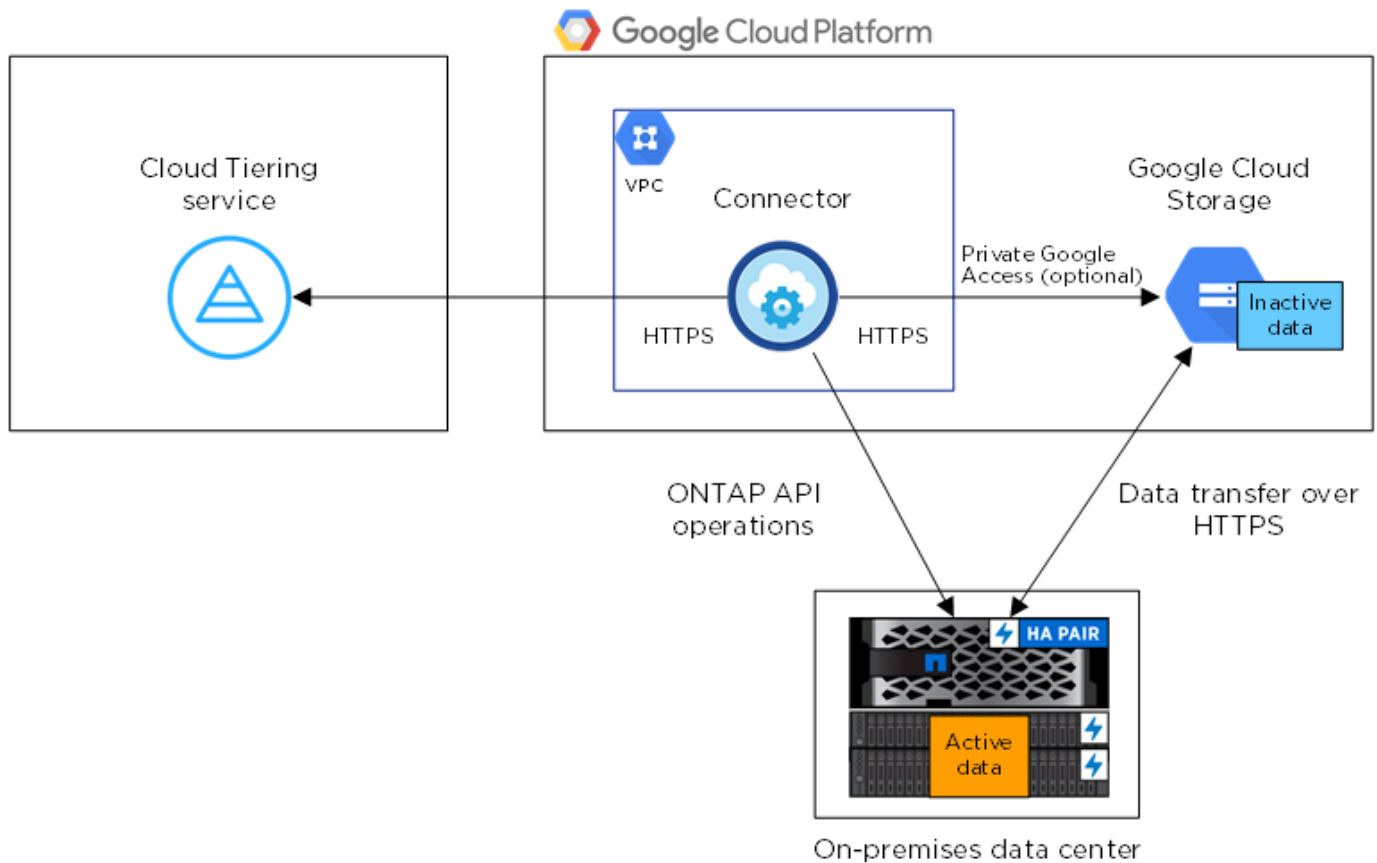 Google Cloud Platform
Cloud Tiering
service
VPC
Connector
Google Cloud
Storage
Private Google
Access (optional)
HTTPS
HTTPS
Inactive
data
ONTAP API
operations
Data transfer over
HTTPS
HA PAIR
Active
data
On-premises data center